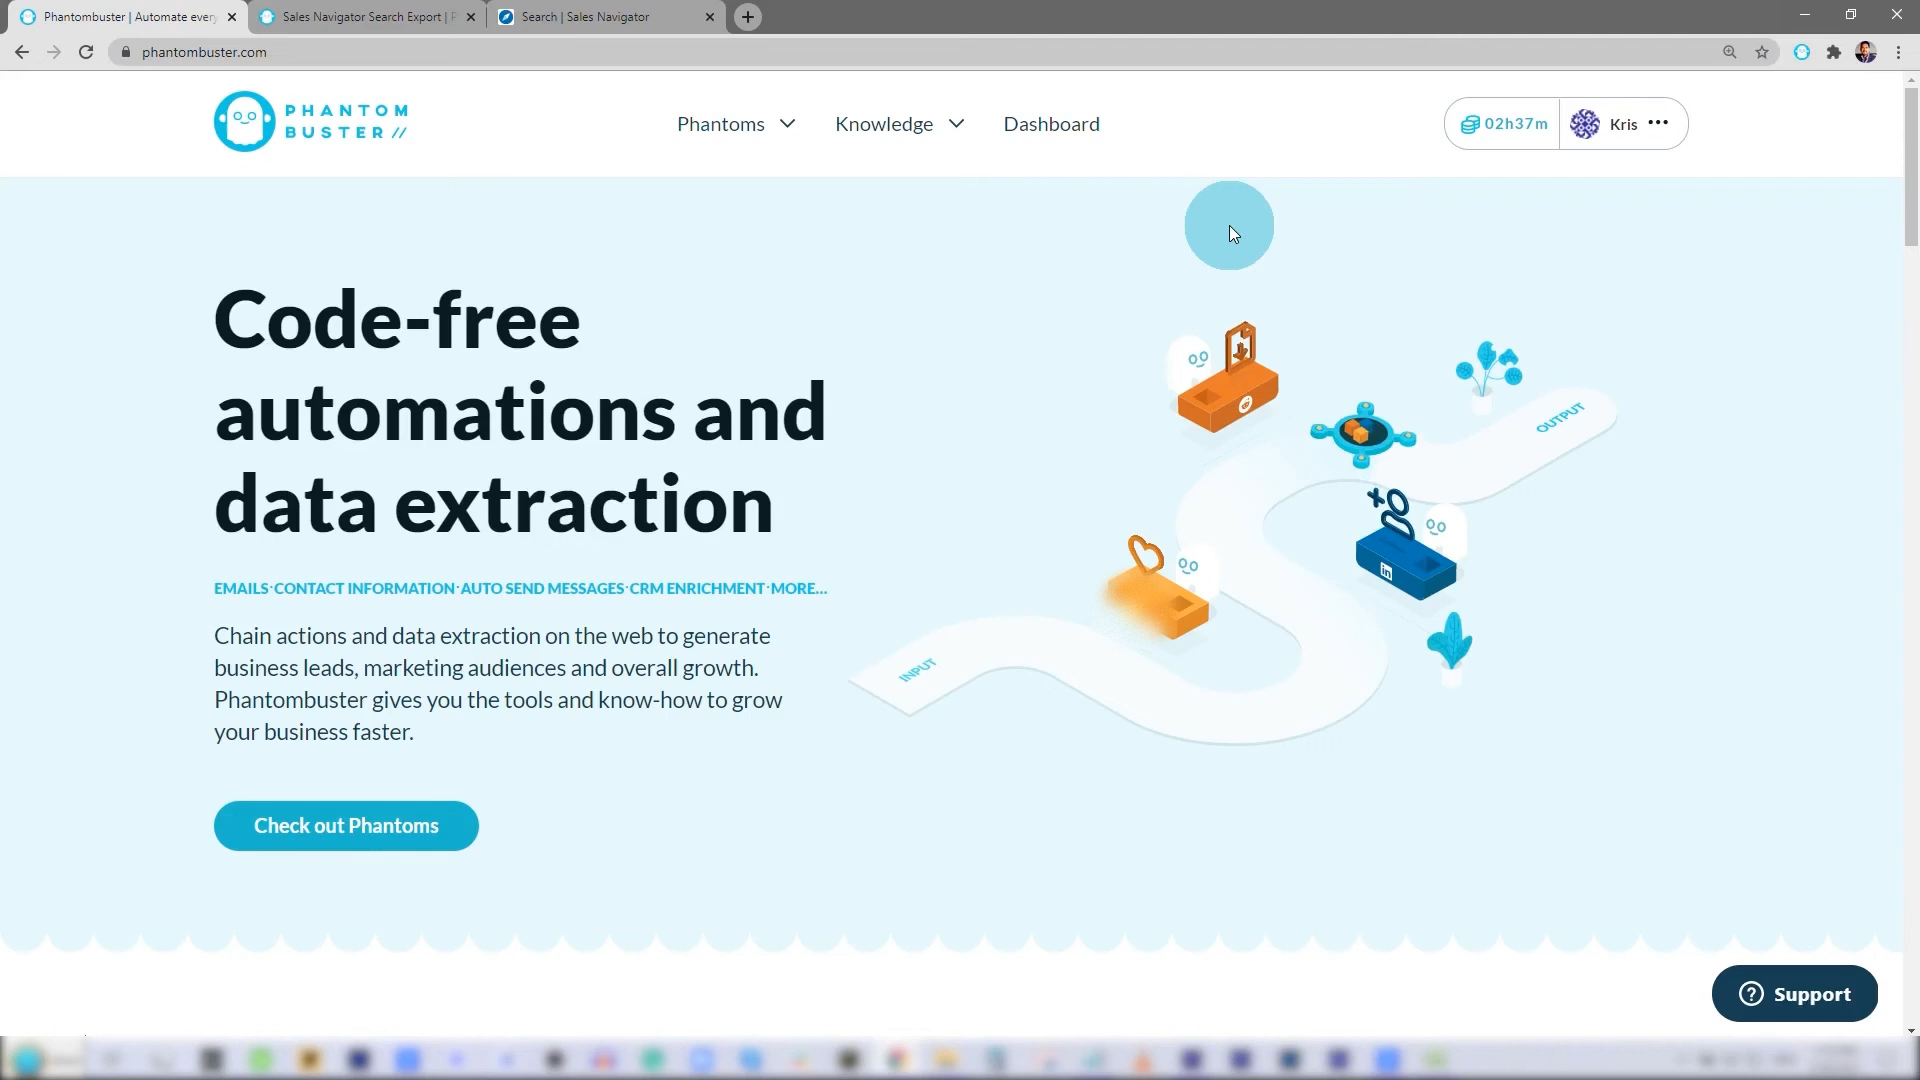 Phantombuster | Automate every
Sales Navigator Search Export | P
Search | Sales Navigator
phantombuster.com
PHANTOM
BUSTER //
Phantoms
Knowledge
Dashboard
02h37m
Kris
Code-free
automations and
data extraction
EMAILS·CONTACT INFORMATION·AUTO SEND MESSAGES·CRM ENRICHMENT·MORE...
Chain actions and data extraction on the web to generate
business leads, marketing audiences and overall growth.
Phantombuster gives you the tools and know-how to grow
your business faster.
Check out Phantoms
INPUT
OUTPUT
in
Support